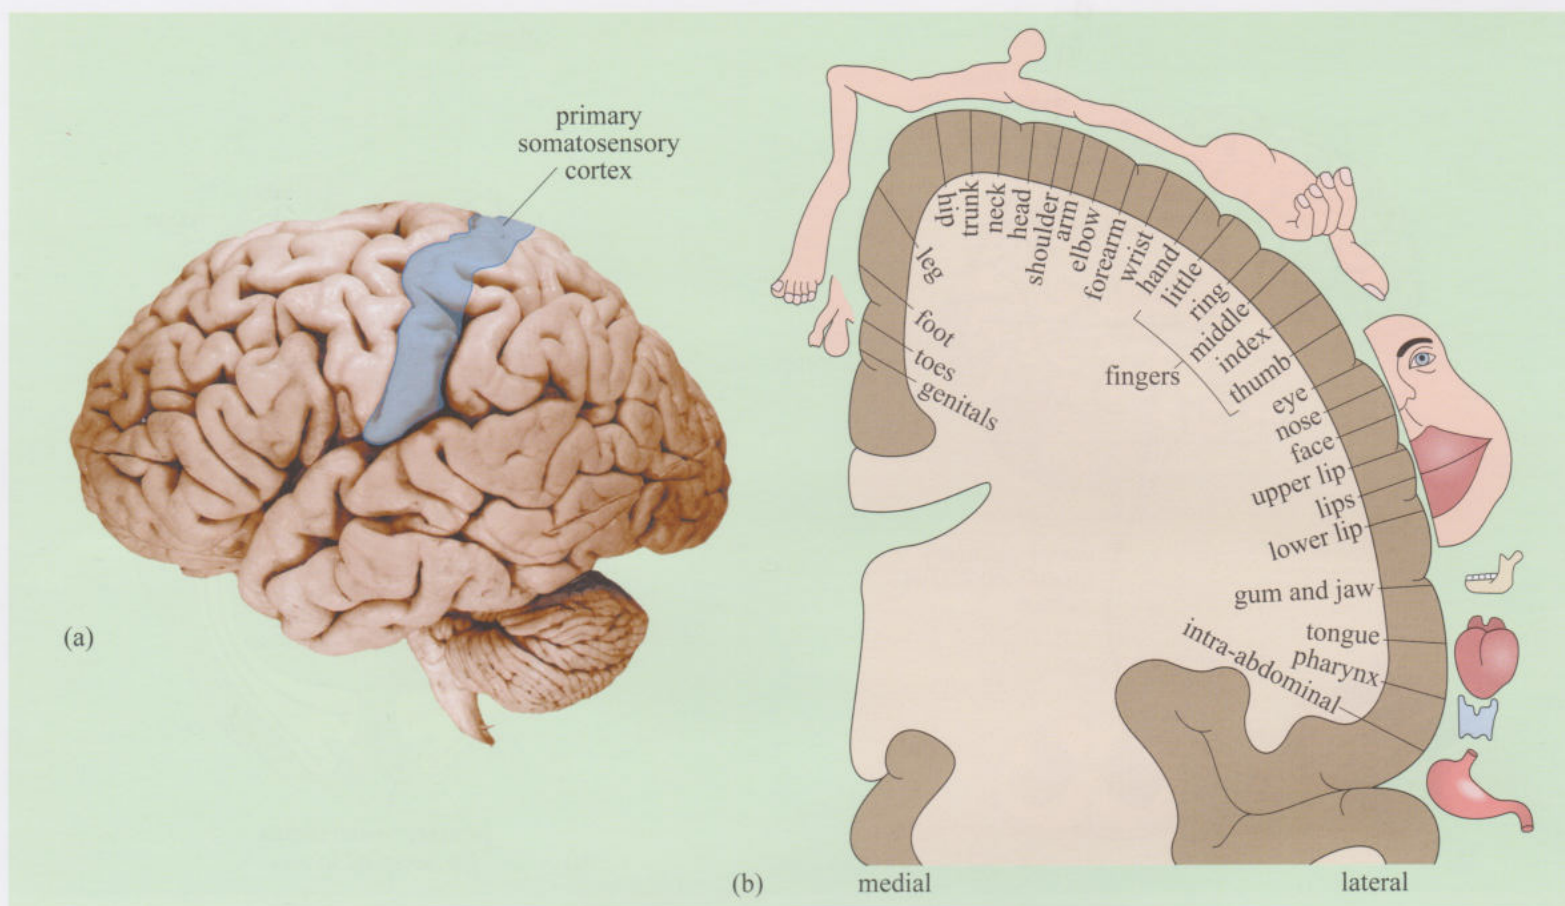 primary
somatosensory
cortex
(a)
hip
trunk
neck
head
shoulder
arm
elbow
forearm
wrist
hand
little
ring
middle
index
thumb
fingers
eye
nose
face
upper lip
lips
lower lip
gum and jaw
tongue
pharynx
intra-abdominal
leg
foot
toes
genitals
(b)
medial
lateral